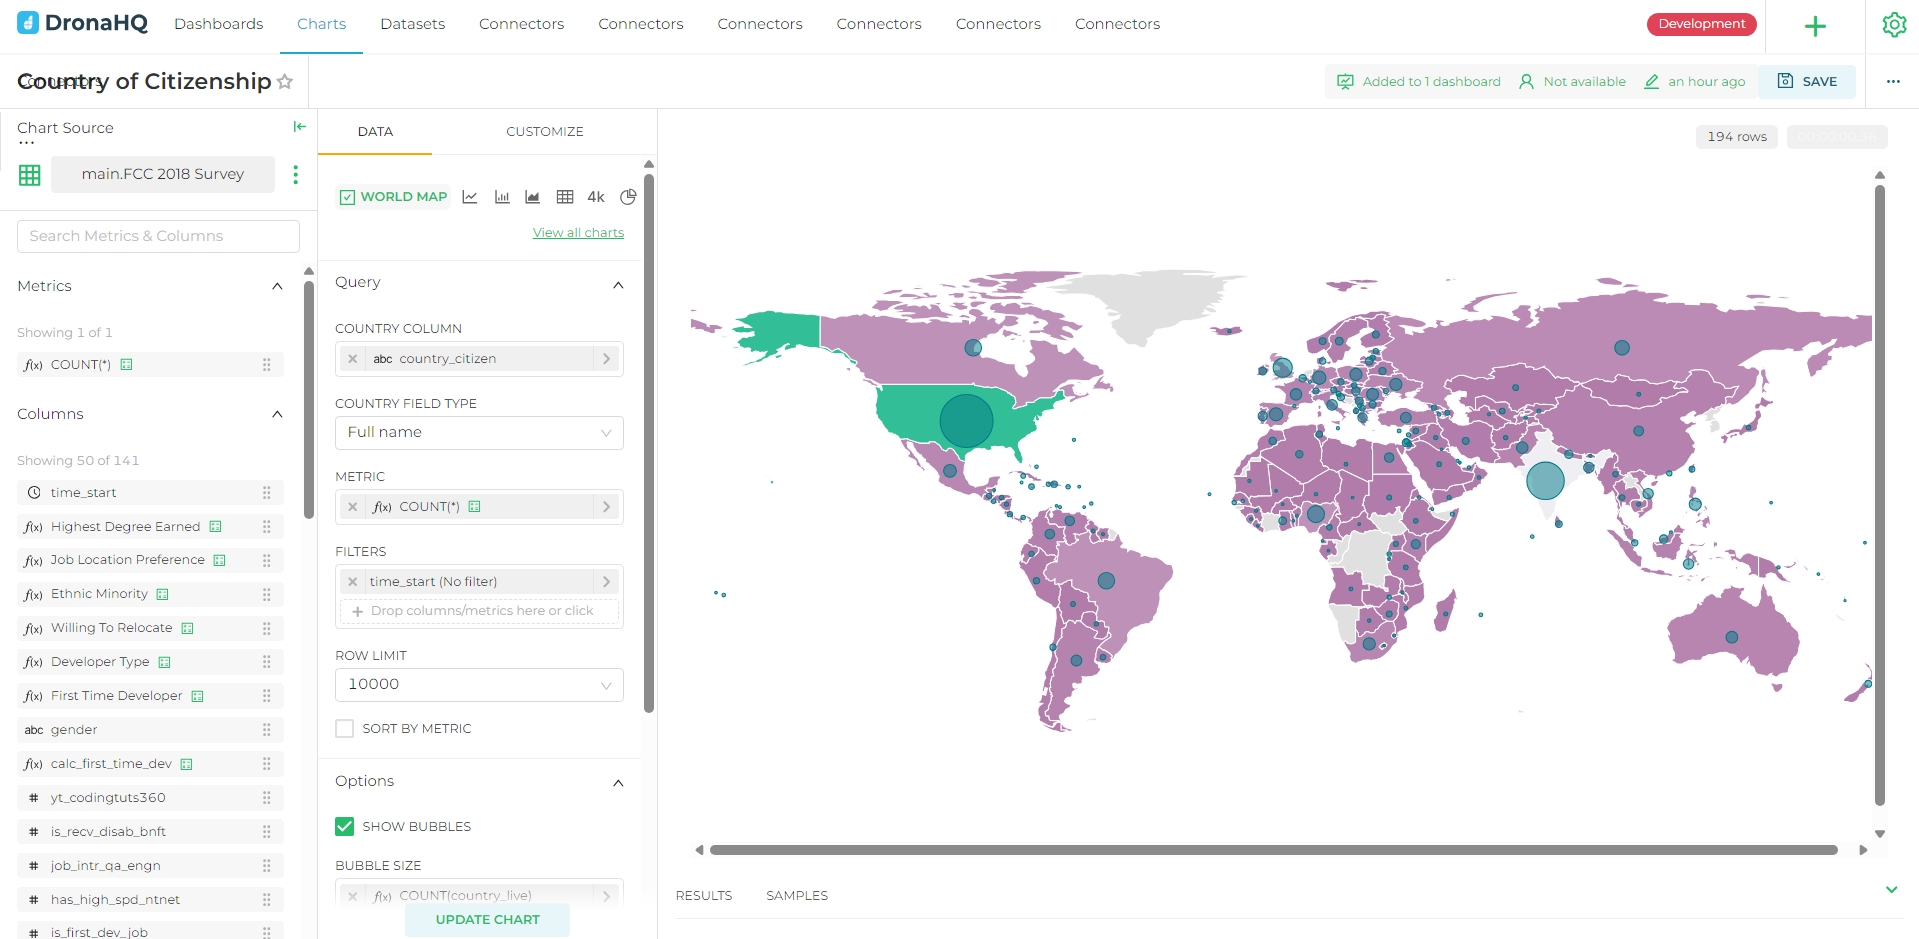 DronaHQ Dashboards Charts Datasets Connectors Connectors Connectors Connectors Connectors Connectors Development
Country of Citizenship Added to 1 dashboard Not available an hour ago SAVE ...
Chart Source
...
main.FCC 2018 Survey
Search Metrics & Columns
Metrics
Showing 1 of 1
f(x) COUNT(*)
Columns
Showing 50 of 141
time_start
f(x) Highest Degree Earned
f(x) Job Location Preference
f(x) Ethnic Minority
f(x) Willing To Relocate
f(x) Developer Type
f(x) First Time Developer
abc gender
f(x) calc_first_time_dev
# yt_codingtuts360
# is_recv_disab_bnft
# job_intr_qa_engn
# has_high_spd_ntnet
# is_first_dev_job
DATA CUSTOMIZE
WORLD MAP 4k
View all charts
Query
COUNTRY COLUMN
abc country_citizen
COUNTRY FIELD TYPE
Full name
METRIC
f(x) COUNT(*)
FILTERS
time_start (No filter)
+ Drop columns/metrics here or click
ROW LIMIT
10000
SORT BY METRIC
Options
SHOW BUBBLES
BUBBLE SIZE
f(x) COUNT(country_live)
UPDATE CHART
194 rows
RESULTS SAMPLES